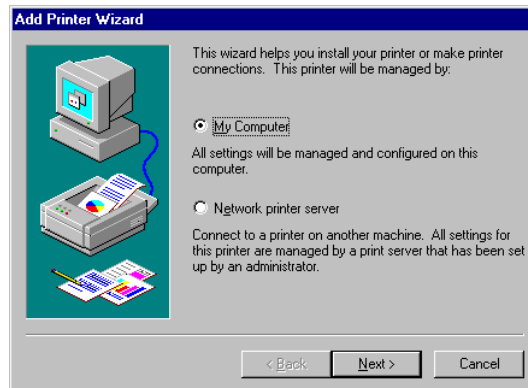 Add Printer Wizard
This wizard helps you install your printer or make printer
connections. This printer will be managed by:
My Computer
All settings will be managed and configured on this
computer.
Network printer server
Connect to a printer on another machine. All settings for
this printer are managed by a print server that has been set
up by an administrator.
< Back
Next >
Cancel